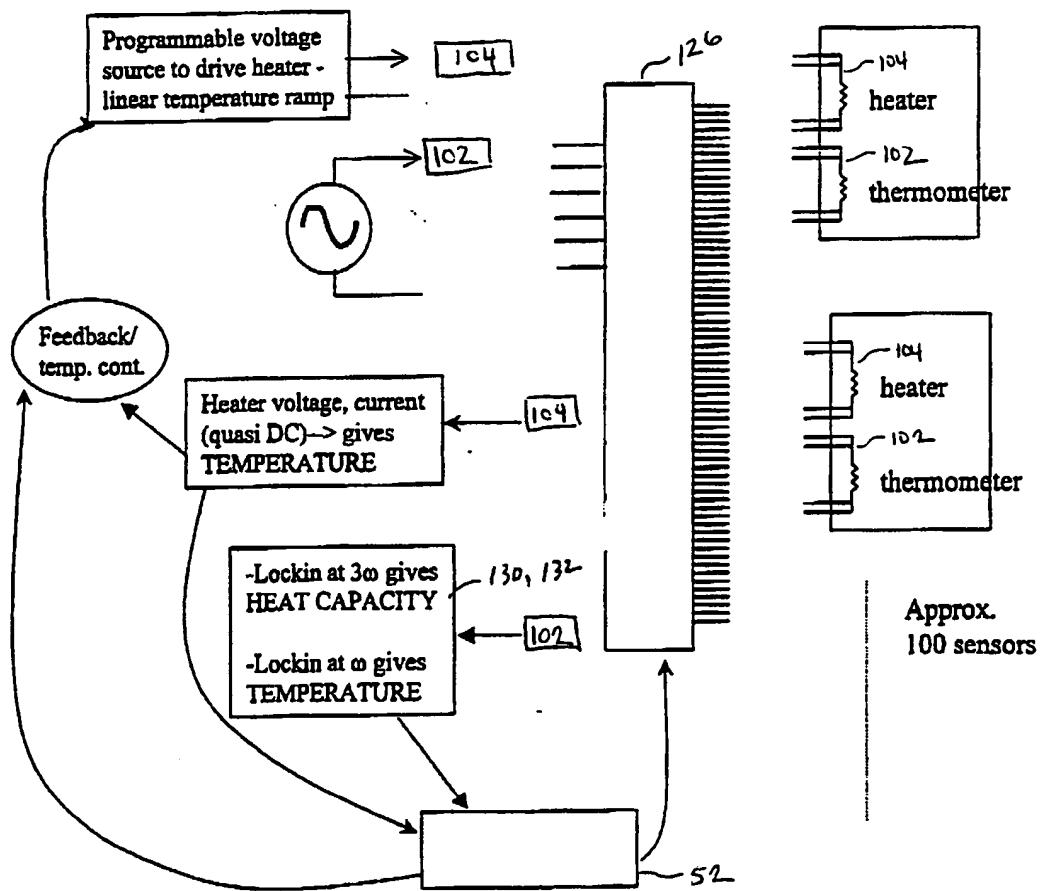 Programmable voltage
source to drive heater -
linear temperature ramp
104
102
126
104
heater
102
thermometer
Feedback/
temp. cont.
Heater voltage, current
(quasi DC)—> gives
TEMPERATURE
104
104
heater
102
thermometer
-Lockin at 3ω gives
HEAT CAPACITY
130, 132
102
-Lockin at ω gives
TEMPERATURE
Approx.
100 sensors
52